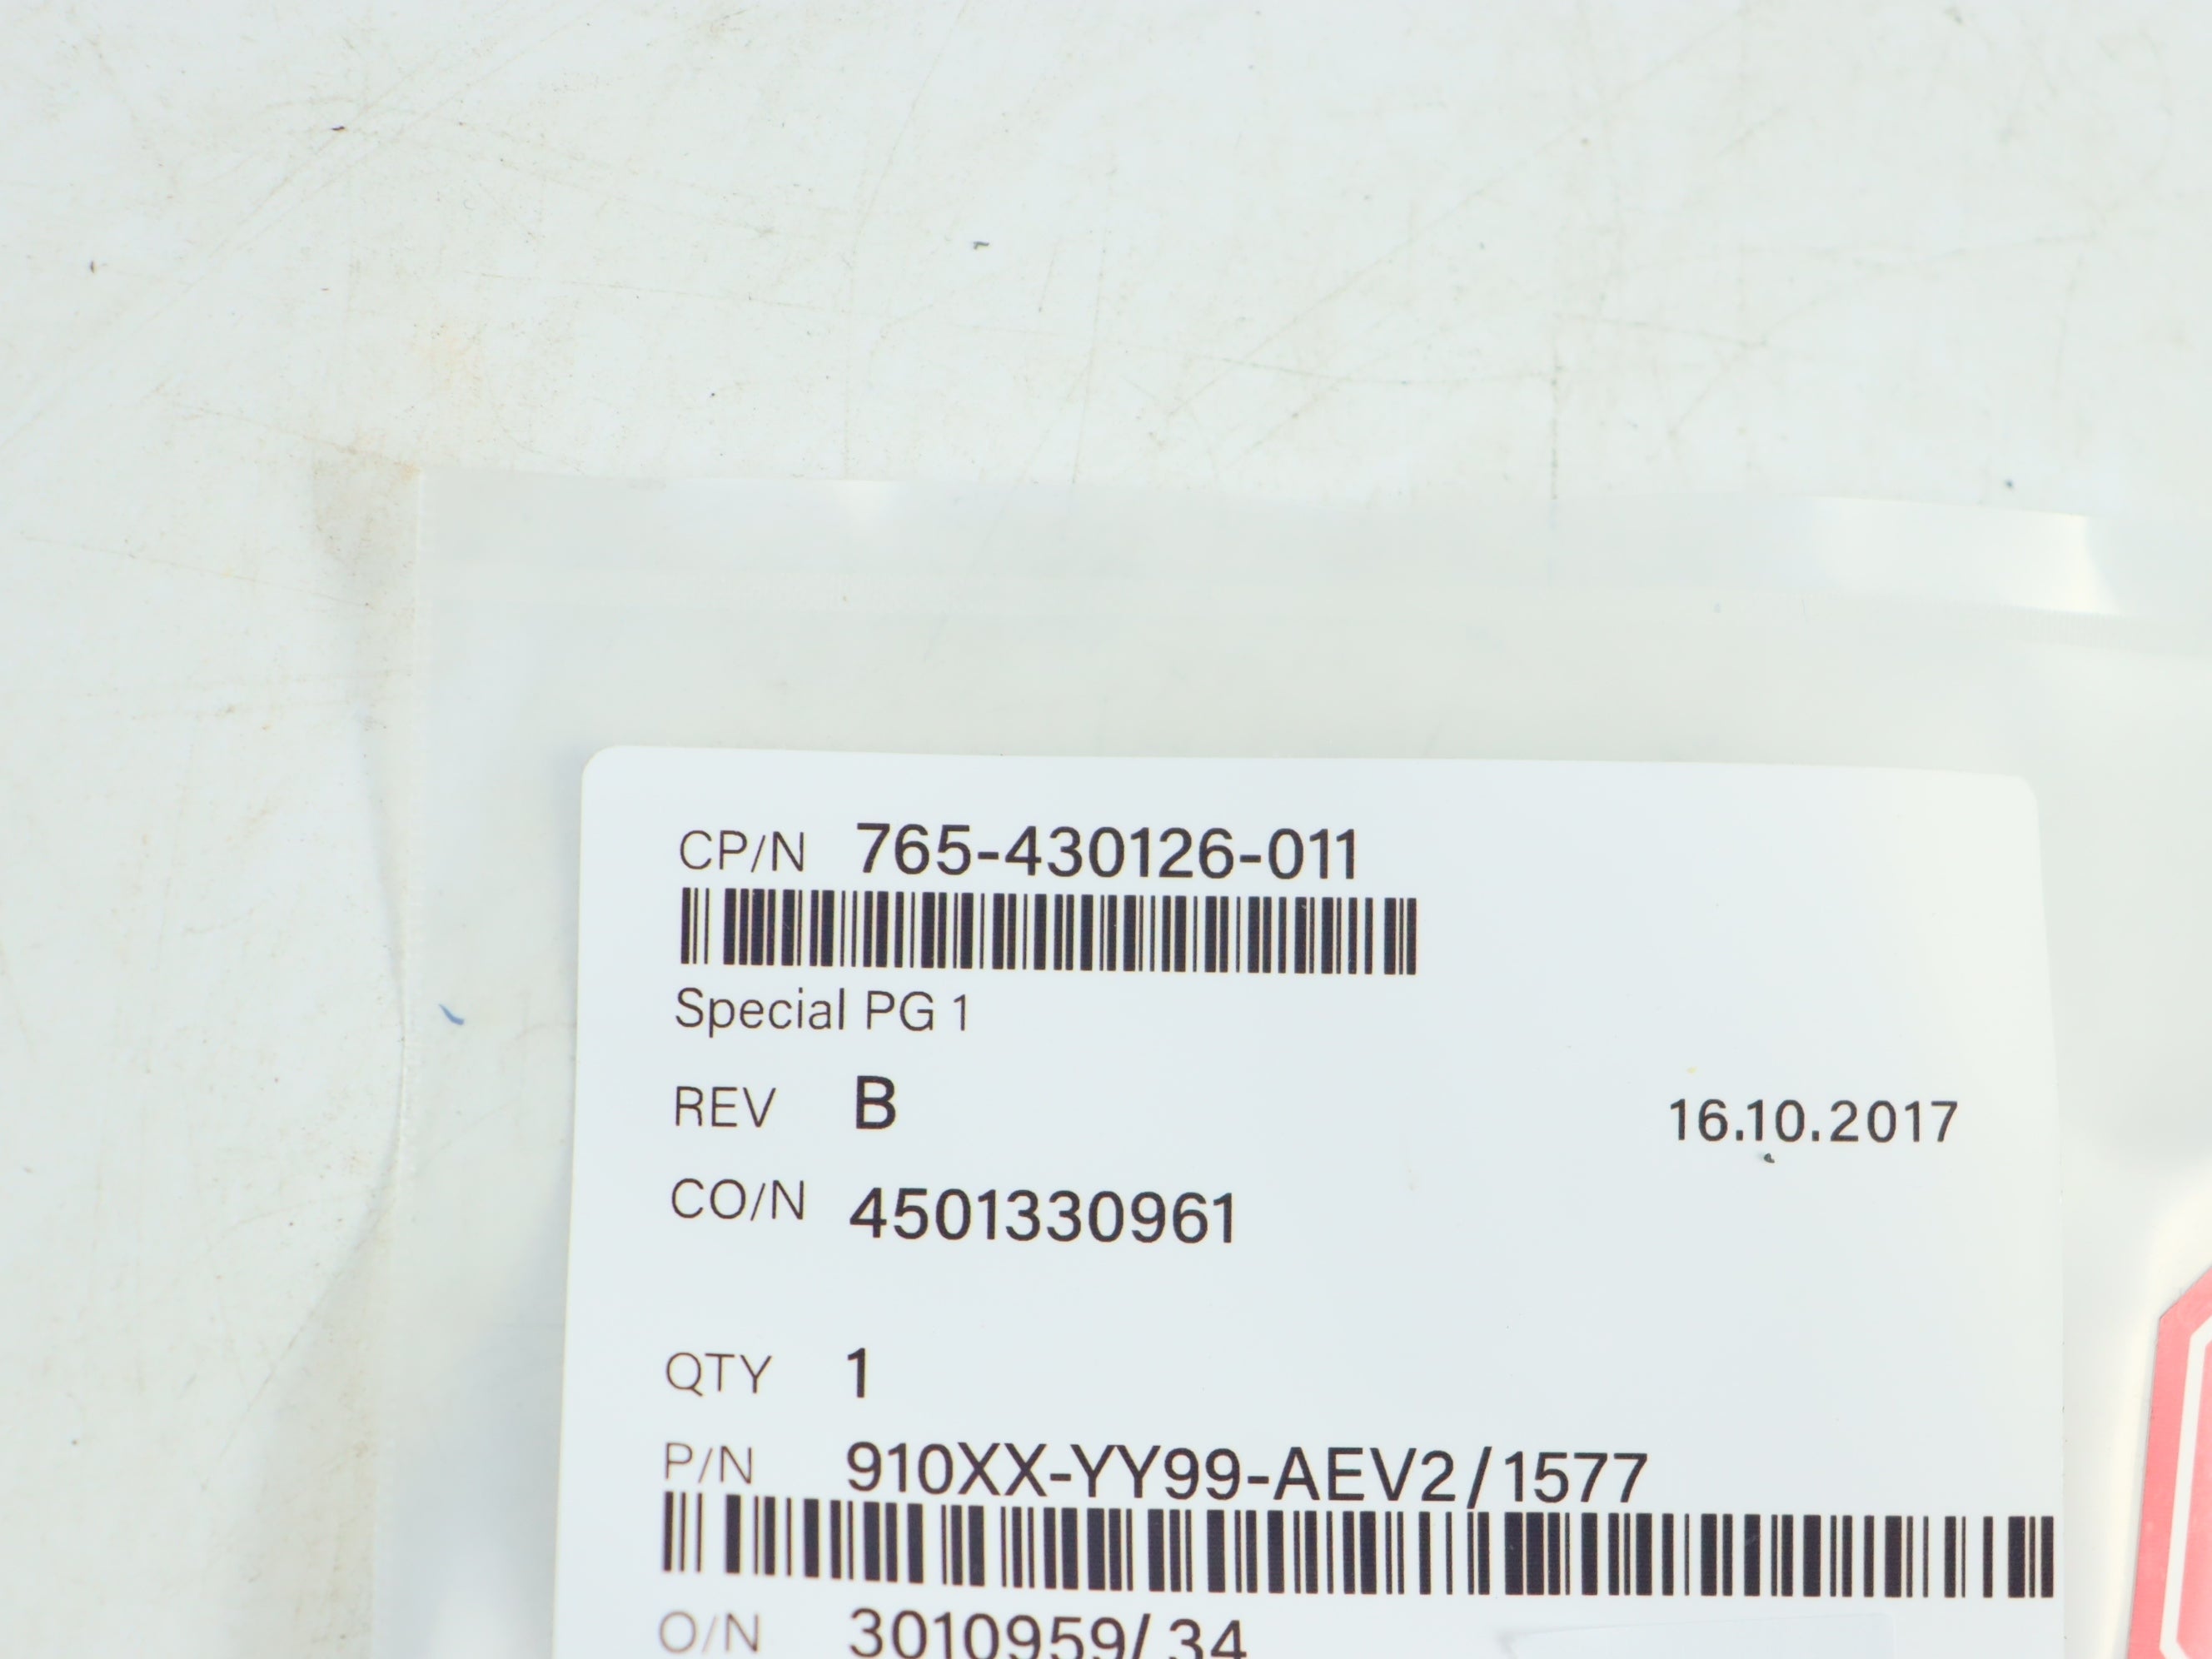 CP/N 765-430126-011
Special PG 1
REV B 16.10.2017
CO/N 4501330961
QTY 1
P/N 910XX-YY99-AEV2/1577
O/N 3010959/ 34